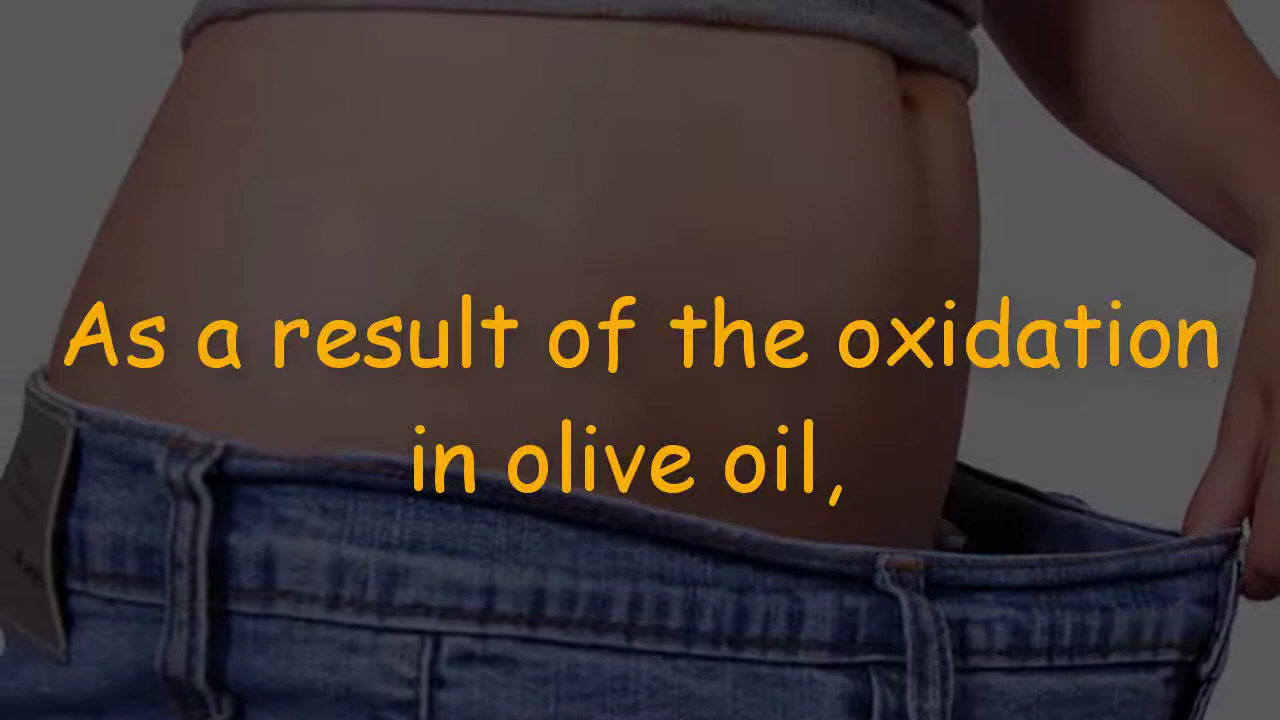 As a result of the oxidation
in olive oil,